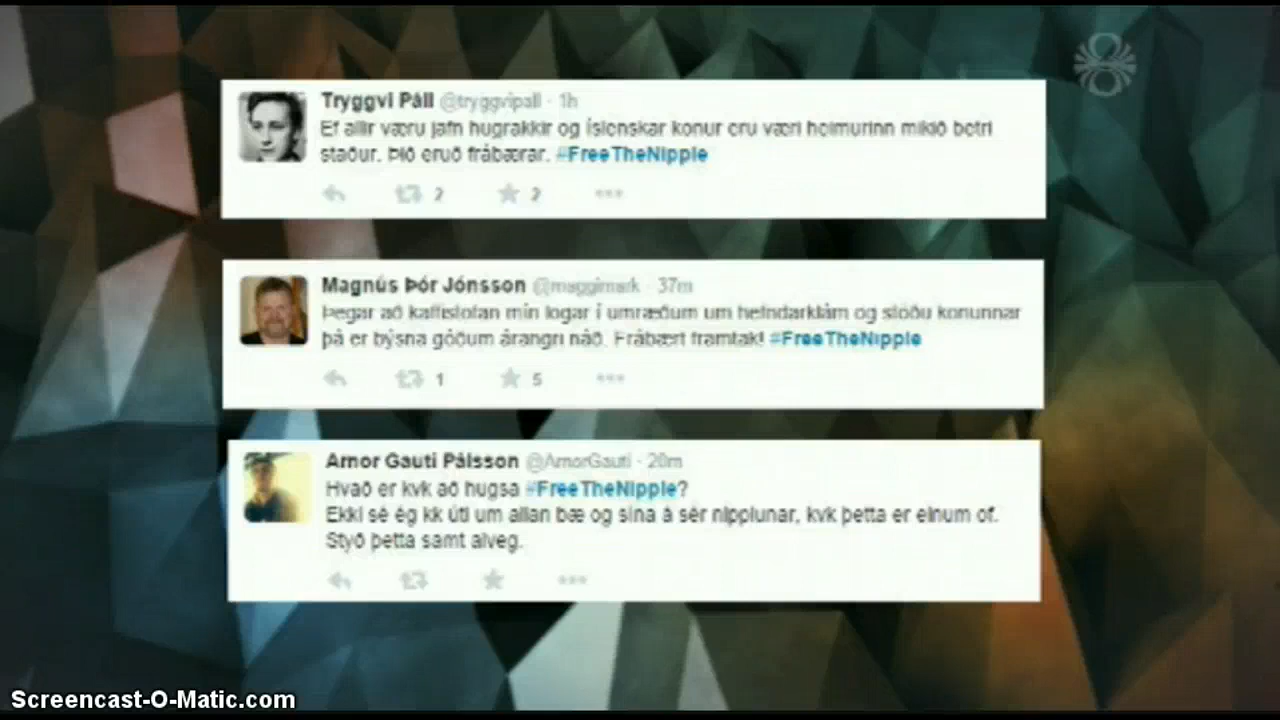 Tryggvi Páll @tryggvipall · 1h
Ef allir væru jafn hugrakkir og íslenskar konur eru væri heimurinn mikið betri
staður. Þið eruð frábærar. #FreeTheNipple
2 2
Magnús Þór Jónsson @maggimark · 37m
Þegar að kaffistofan mín logar í umræðum um hefndarklám og stöðu konunnar
þá er býsna góðum árangri náð. Frábært framtak! #FreeTheNipple
1 5
Arnor Gauti Pálsson @ArnorGauti · 20m
Hvað er kvk að hugsa #FreeTheNipple?
Ekki sé ég kk úti um allan bæ og sína á sér nipplunar, kvk þetta er einum of.
Styð þetta samt alveg.
Screencast-O-Matic.com